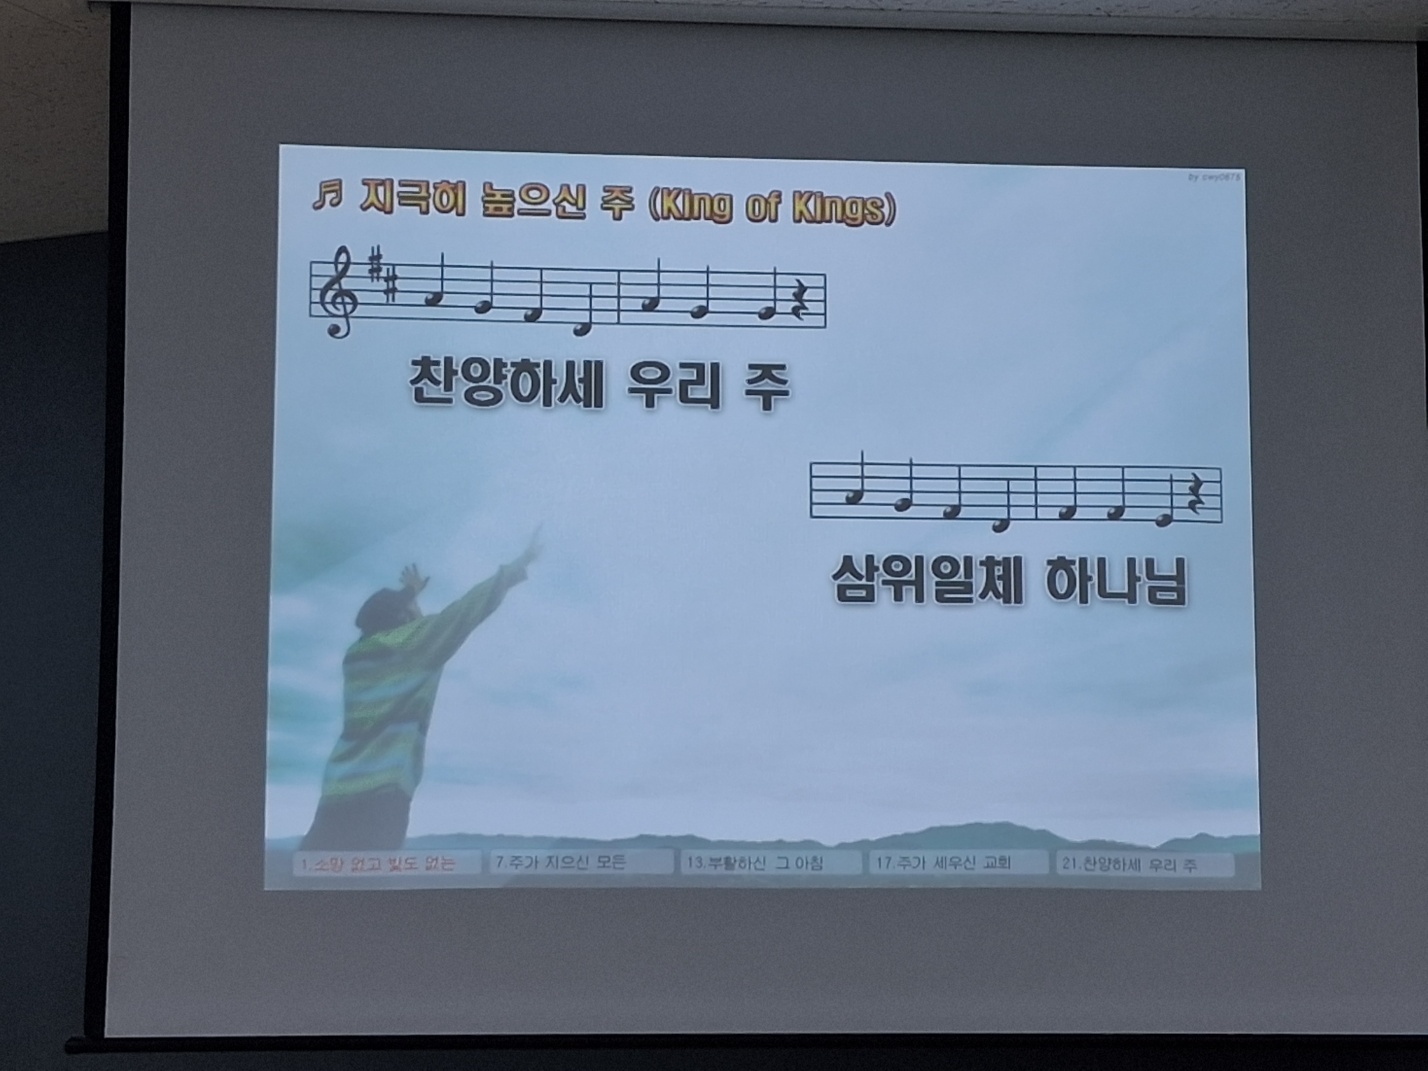 지극히 높으신 주 (King of Kings)
찬양하세 우리 주
삼위일체 하나님
1.소망 없고 빛도 없는
7.주가 지으신 모든
13.부활하신 그 아침
17.주가 세우신 교회
21.찬양하세 우리 주